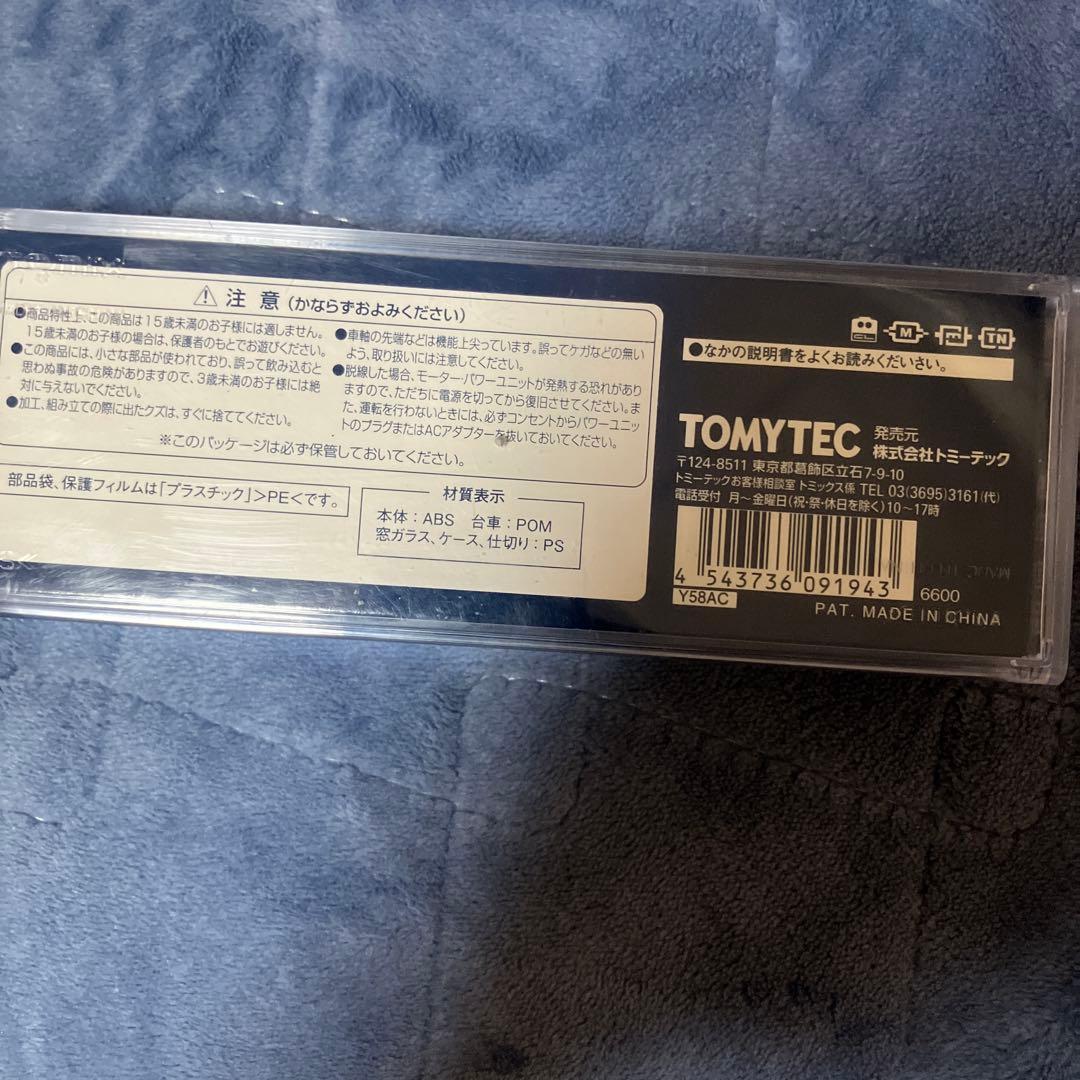 ⚠ 注意(かならずおよみください)
●商品特性上、この商品は15歳未満のお子様には適しません。
15歳未満のお子様の場合は、保護者のもとでお遊びください。
●この商品には、小さな部品が使われており、誤って飲み込むと
思わぬ事故の危険がありますので、3歳未満のお子様には絶
対に与えないでください。
●加工、組み立ての際に出たクズは、すぐに捨ててください。
●車軸の先端などは機能上尖っています。誤ってケガなどの無い
よう、取り扱いには注意してください。
●脱線した場合、モーター・パワーユニットが発熱する恐れがあり
ますので、ただちに電源を切ってから復旧させてください。ま
た、運転を行わないときには、必ずコンセントからパワーユニッ
トのプラグまたはACアダプターを抜いておいてください。
※このパッケージは必ず保管しておいてください。
部品袋、保護フィルムは「プラスチック」>PE<です。
材質表示
本体:ABS 台車:POM
窓ガラス、ケース、仕切り:PS
CL M TN
●なかの説明書をよくお読みくだいさい。
TOMYTEC 発売元
株式会社トミーテック
〒124-8511 東京都葛飾区立石7-9-10
トミーテックお客様相談室 トミックス係 TEL 03(3695)3161(代)
電話受付 月~金曜日(祝・祭・休日を除く)10~17時
4 543736 091943
6600
Y58AC
PAT. MADE IN CHINA